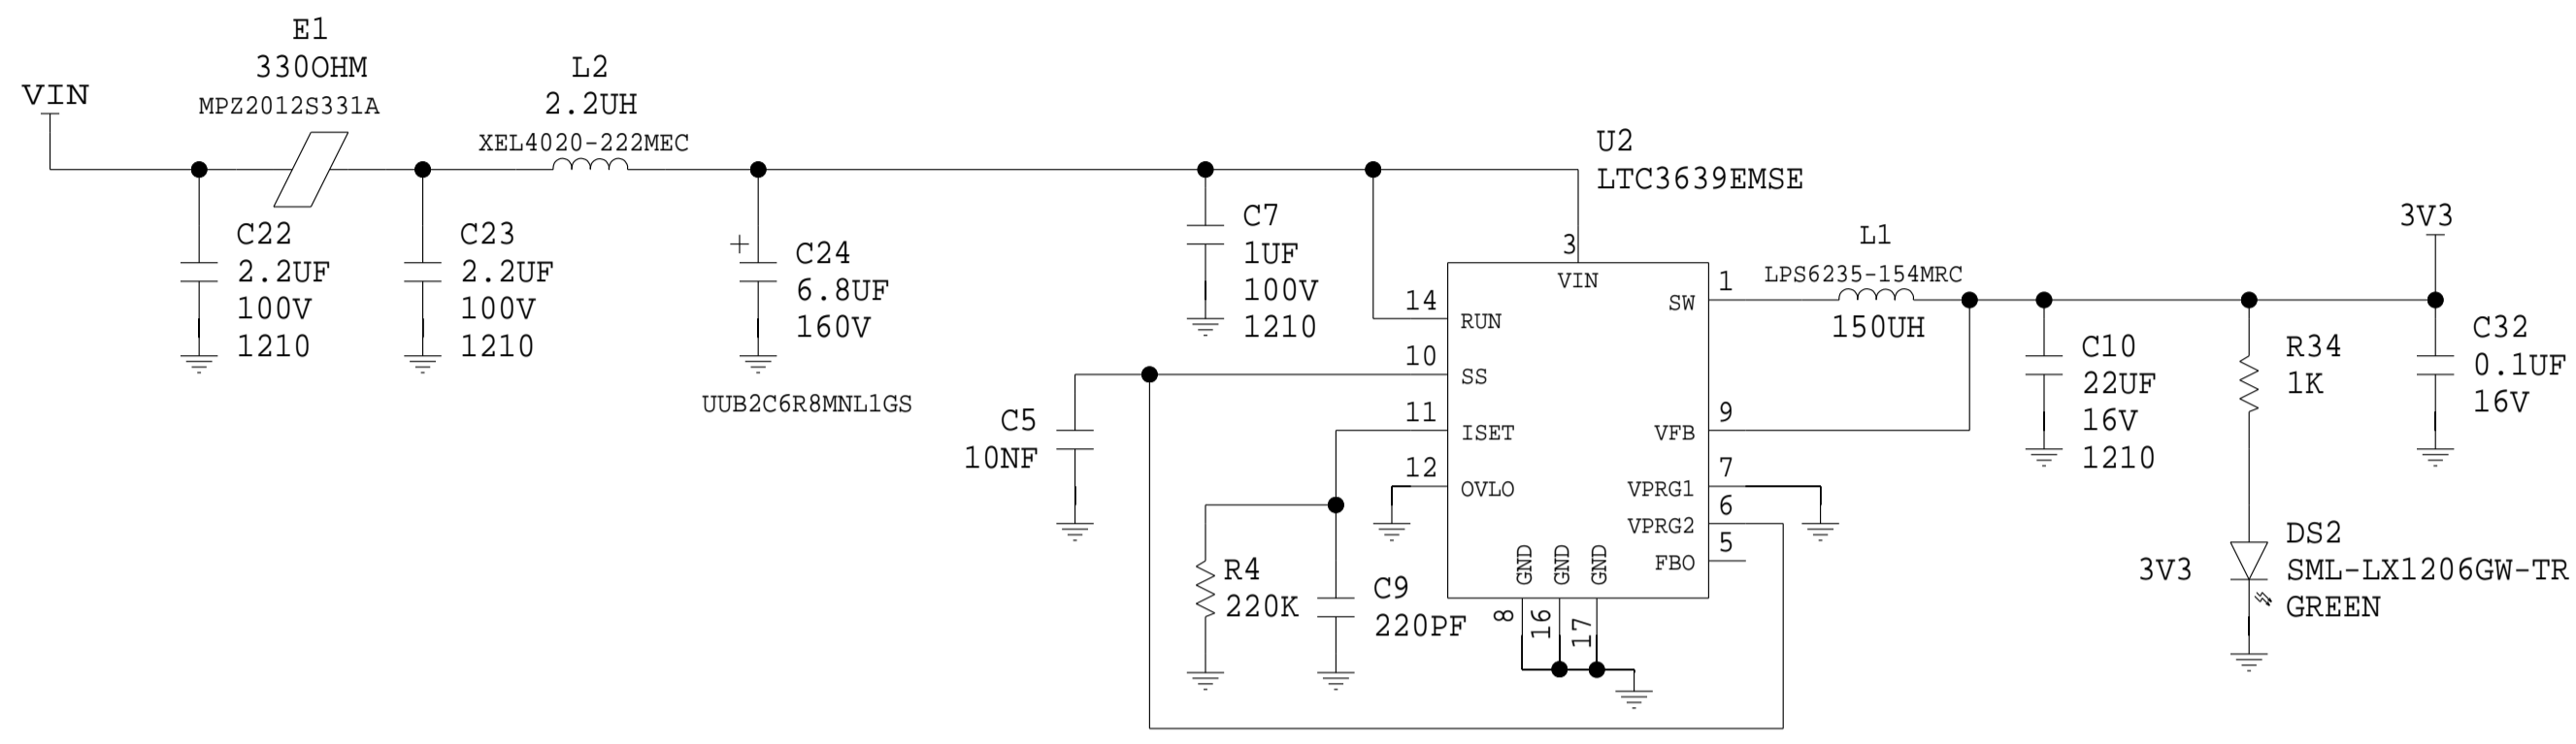 E1
330OHM
MPZ2012S331A
VIN
L2
2.2UH
XEL4020-222MEC
C22
2.2UF
100V
1210
C23
2.2UF
100V
1210
+
C24
6.8UF
160V
UUB2C6R8MNL1GS
C7
1UF
100V
1210
U2
LTC3639EMSE
3
VIN
14
RUN
10
SS
11
ISET
12
OVLO
1
SW
9
VFB
7
VPRG1
6
VPRG2
5
FBO
GND
GND
GND
8
16
17
C5
10NF
R4
220K
C9
220PF
L1
LPS6235-154MRC
150UH
C10
22UF
16V
1210
R34
1K
3V3
C32
0.1UF
16V
3V3
DS2
SML-LX1206GW-TR
GREEN